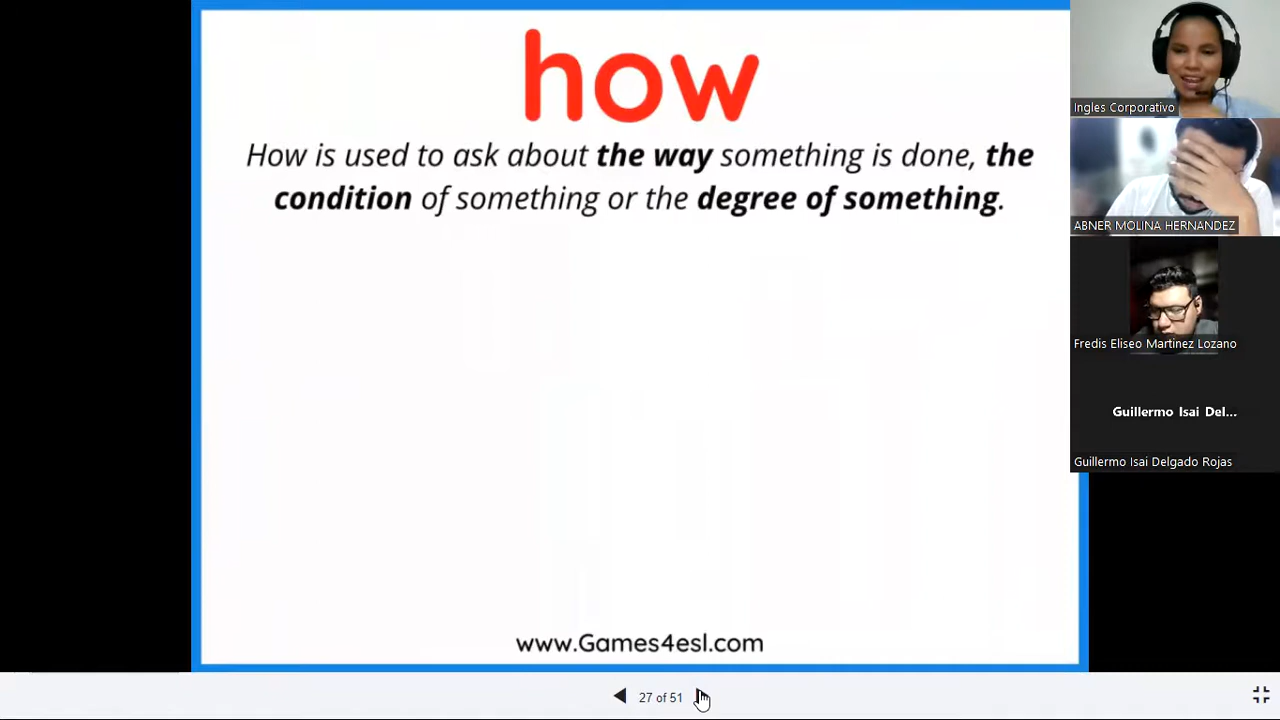 how
How is used to ask about the way something is done, the
condition of something or the degree of something.
www.Games4esl.com
27 of 51
Ingles Corporativo
ABNER MOLINA HERNANDEZ
Fredis Eliseo Martinez Lozano
Guillermo Isai Del...
Guillermo Isai Delgado Rojas